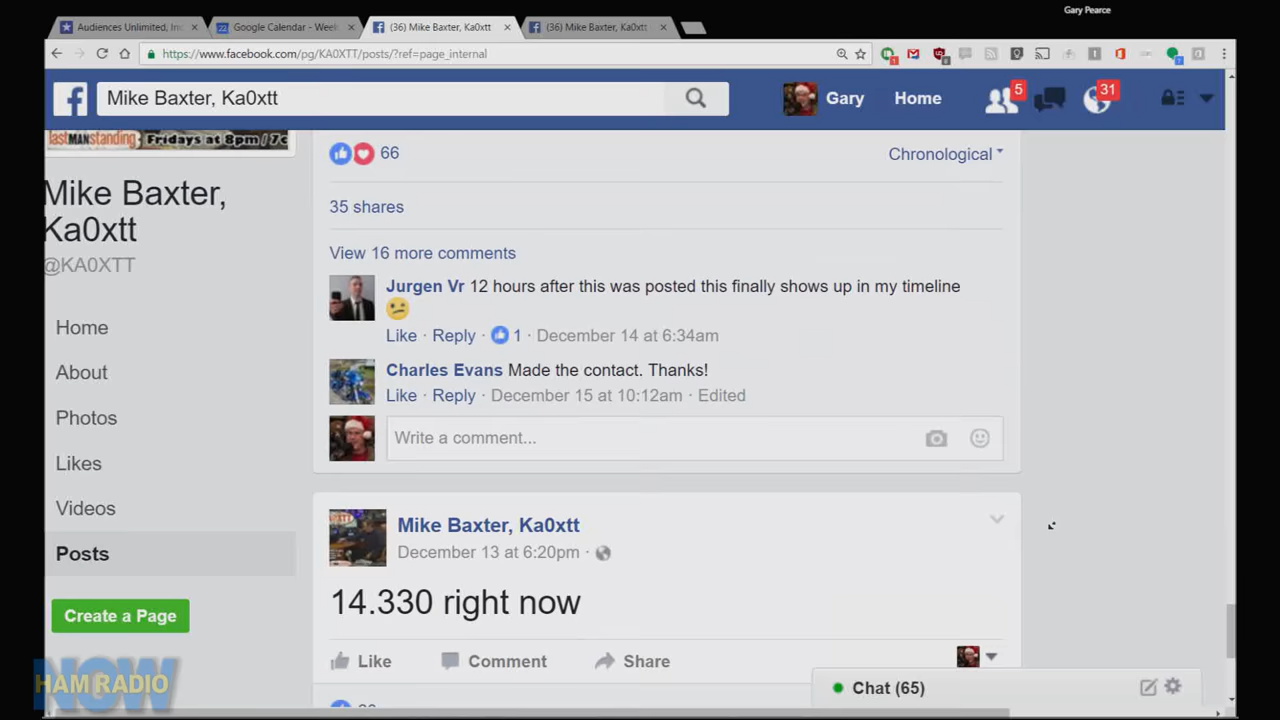 Gary Pearce
Audiences Unlimited, In
Google Calendar - Week
(36) Mike Baxter, Ka0xtt
(36) Mike Baxter, Ka0xtt
https://www.facebook.com/pg/KA0XTT/posts/?ref=page_internal
Mike Baxter, Ka0xtt
Gary
Home
5
31
lastMANstanding Fridays at 8pm/7c
Mike Baxter,
Ka0xtt
@KA0XTT
Home
About
Photos
Likes
Videos
Posts
Create a Page
66
Chronological
35 shares
View 16 more comments
Jurgen Vr 12 hours after this was posted this finally shows up in my timeline
Like · Reply · 1 · December 14 at 6:34am
Charles Evans Made the contact. Thanks!
Like · Reply · December 15 at 10:12am · Edited
Write a comment...
Mike Baxter, Ka0xtt
December 13 at 6:20pm ·
14.330 right now
Like
Comment
Share
Chat (65)
HAM RADIO
NOW